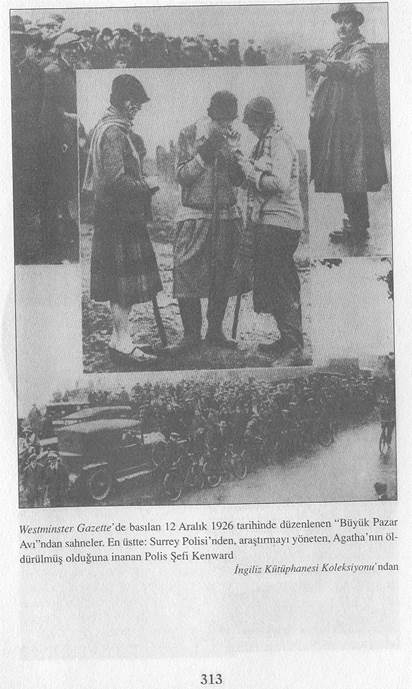 Westminster Gazette'de basılan 12 Aralık 1926 tarihinde düzenlenen “Büyük Pazar
Avı”ndan sahneler. En üstte: Surrey Polisi'nden, araştırmayı yöneten, Agatha'nın öl-
dürülmüş olduğuna inanan Polis Şefi Kenward
İngiliz Kütüphanesi Koleksiyonu'ndan
313